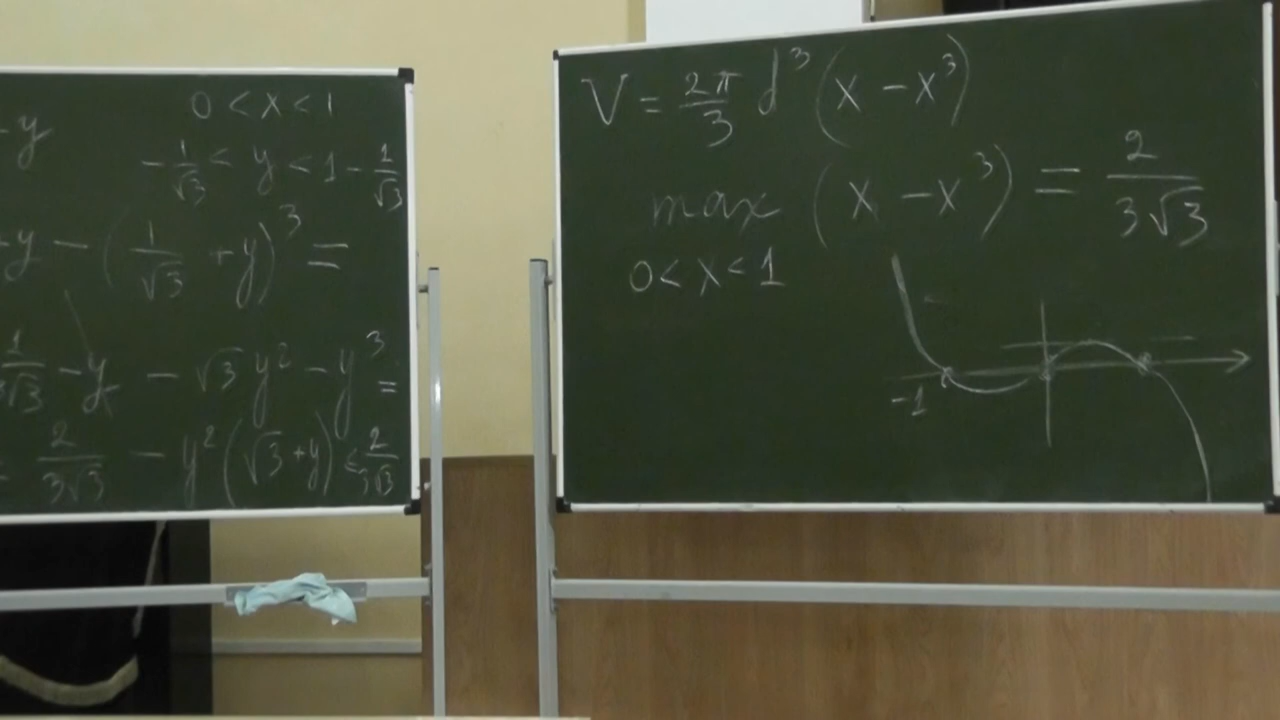 0 < x < 1
-y
-1/√3 < y < 1 - 1/√3
+y - (1/√3 + y)³ =
1/3√3 - y - √3 y² - y³ =
= 2/3√3 - y² (√3 + y) ≤ 2/3√3
V = 2π/3 d³ (x - x³)
max (x - x³) = 2/3√3
0 < x < 1
-1